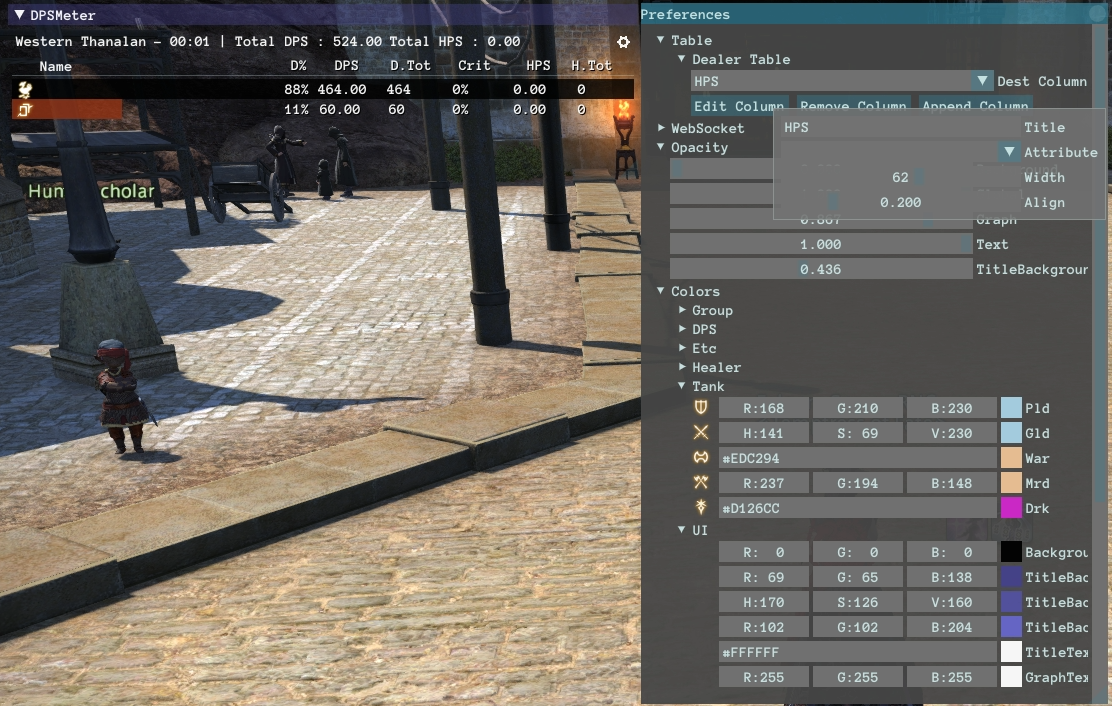 DPSMeter
Western Thanalan - 00:01 | Total DPS : 524.00 Total HPS : 0.00
Name D% DPS D.Tot Crit HPS H.Tot
88% 464.00 464 0% 0.00 0
11% 60.00 60 0% 0.00 0
Preferences
Table
Dealer Table
HPS Dest Column
Edit Column Remove Column Append Column
HPS Title
Attribute
62 Width
0.200 Align
WebSocket
Opacity
0.867 Graph
1.000 Text
0.436 TitleBackgroun
Colors
Group
DPS
Etc
Healer
Tank
R:168 G:210 B:230 Pld
H:141 S: 69 V:230 Gld
#EDC294 War
R:237 G:194 B:148 Mrd
#D126CC Drk
UI
R: 0 G: 0 B: 0 Backgrou
R: 69 G: 65 B:138 TitleBac
H:170 S:126 V:160 TitleBac
R:102 G:102 B:204 TitleBac
#FFFFFF TitleTex
R:255 G:255 B:255 GraphTex